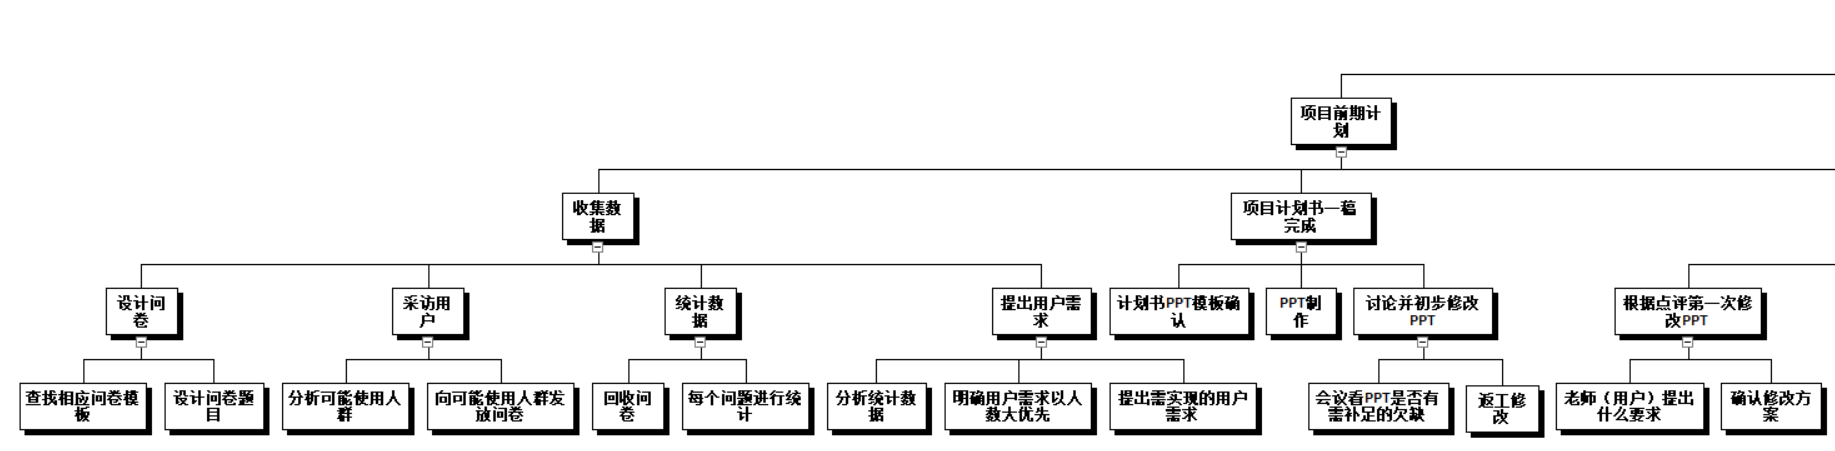 项目前期计
划
收集数
据
项目计划书一稿
完成
设计问
卷
采访用
户
统计数
据
提出用户需
求
计划书PPT模板确
认
PPT制
作
讨论并初步修改
PPT
根据点评第一次修
改PPT
查找相应问卷模
板
设计问卷题
目
分析可能使用人
群
向可能使用人群发
放问卷
回收问
卷
每个问题进行统
计
分析统计数
据
明确用户需求以人
数大优先
提出需实现的用户
需求
会议看PPT是否有
需补足的欠缺
返工修
改
老师（用户）提出
什么要求
确认修改方
案